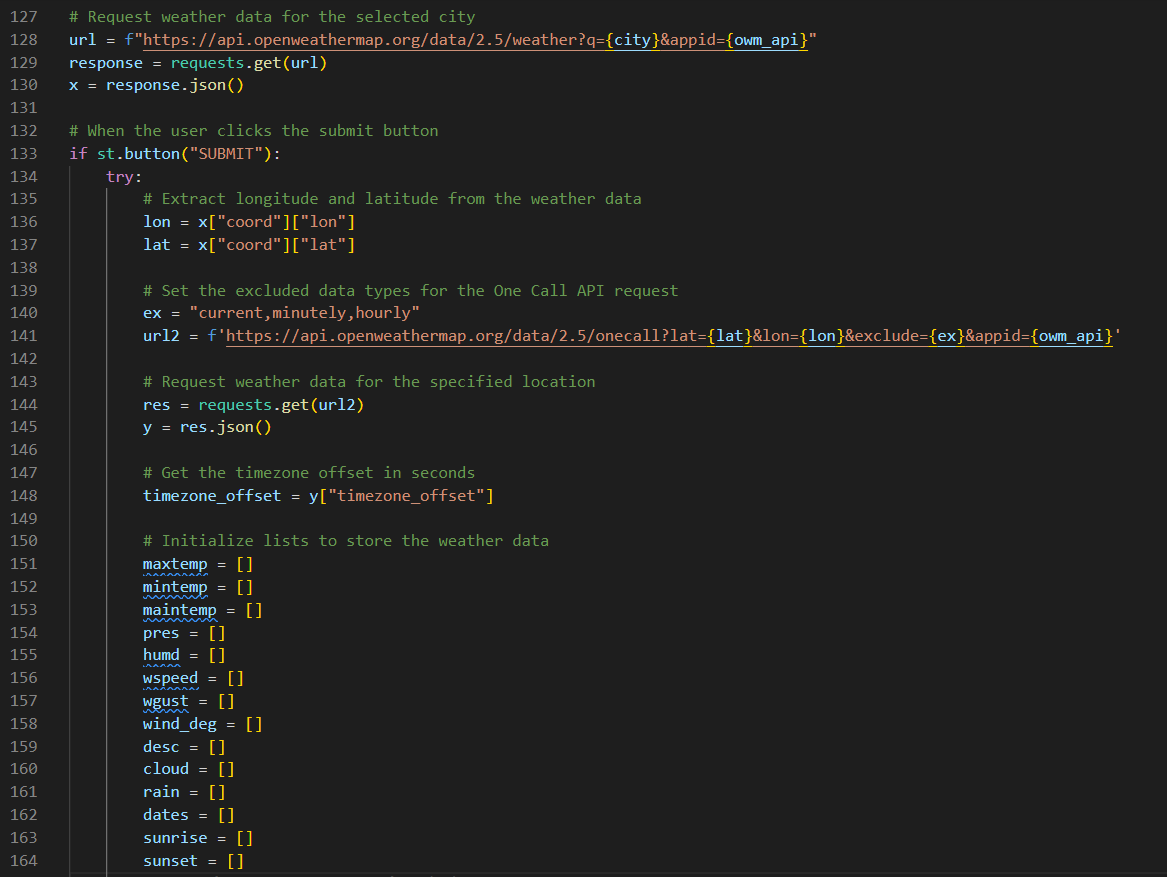 127 # Request weather data for the selected city
128 url = f"https://api.openweathermap.org/data/2.5/weather?q={city}&appid={owm_api}"
129 response = requests.get(url)
130 x = response.json()
131
132 # When the user clicks the submit button
133 if st.button("SUBMIT"):
134     try:
135         # Extract longitude and latitude from the weather data
136         lon = x["coord"]["lon"]
137         lat = x["coord"]["lat"]
138
139         # Set the excluded data types for the One Call API request
140         ex = "current,minutely,hourly"
141         url2 = f'https://api.openweathermap.org/data/2.5/onecall?lat={lat}&lon={lon}&exclude={ex}&appid={owm_api}'
142
143         # Request weather data for the specified location
144         res = requests.get(url2)
145         y = res.json()
146
147         # Get the timezone offset in seconds
148         timezone_offset = y["timezone_offset"]
149
150         # Initialize lists to store the weather data
151         maxtemp = []
152         mintemp = []
153         maintemp = []
154         pres = []
155         humd = []
156         wspeed = []
157         wgust = []
158         wind_deg = []
159         desc = []
160         cloud = []
161         rain = []
162         dates = []
163         sunrise = []
164         sunset = []